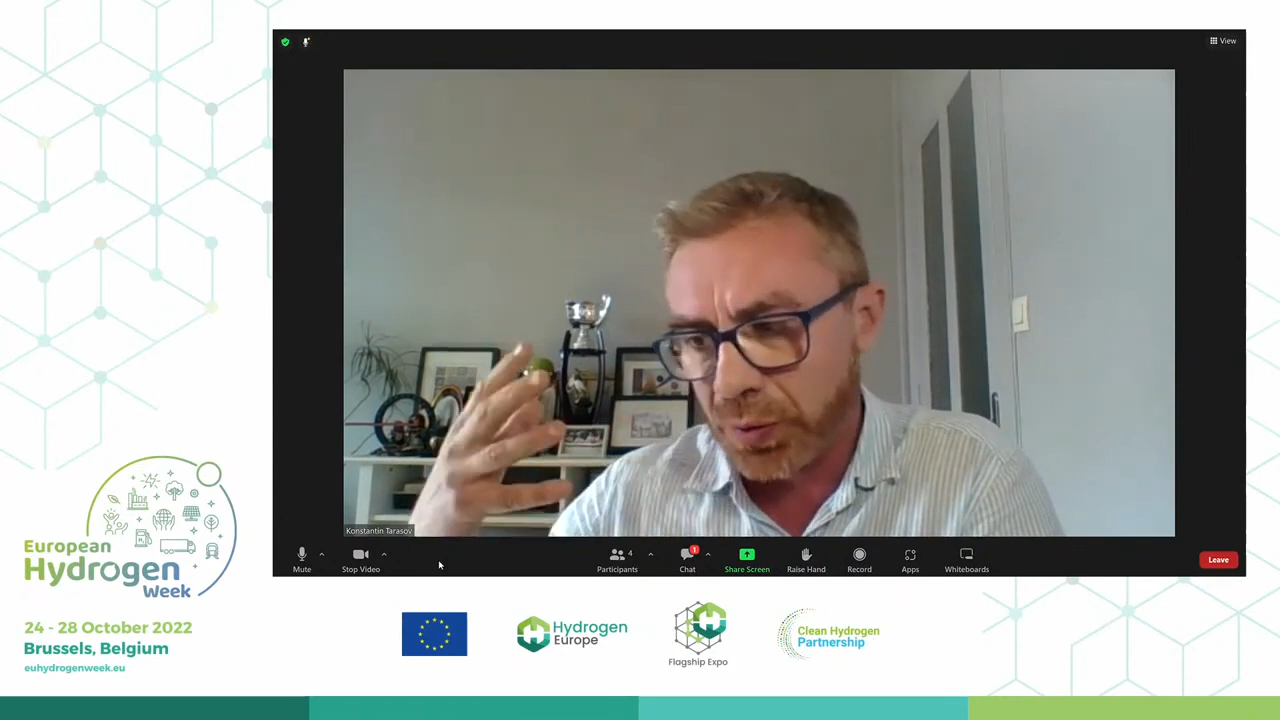 View
Konstantin Tarasov
Mute
Stop Video
4
Participants
1
Chat
Share Screen
Raise Hand
Record
Apps
Whiteboards
Leave
European
Hydrogen
Week
24 - 28 October 2022
Brussels, Belgium
euhydrogenweek.eu
Hydrogen
Europe
Flagship Expo
Clean Hydrogen
Partnership